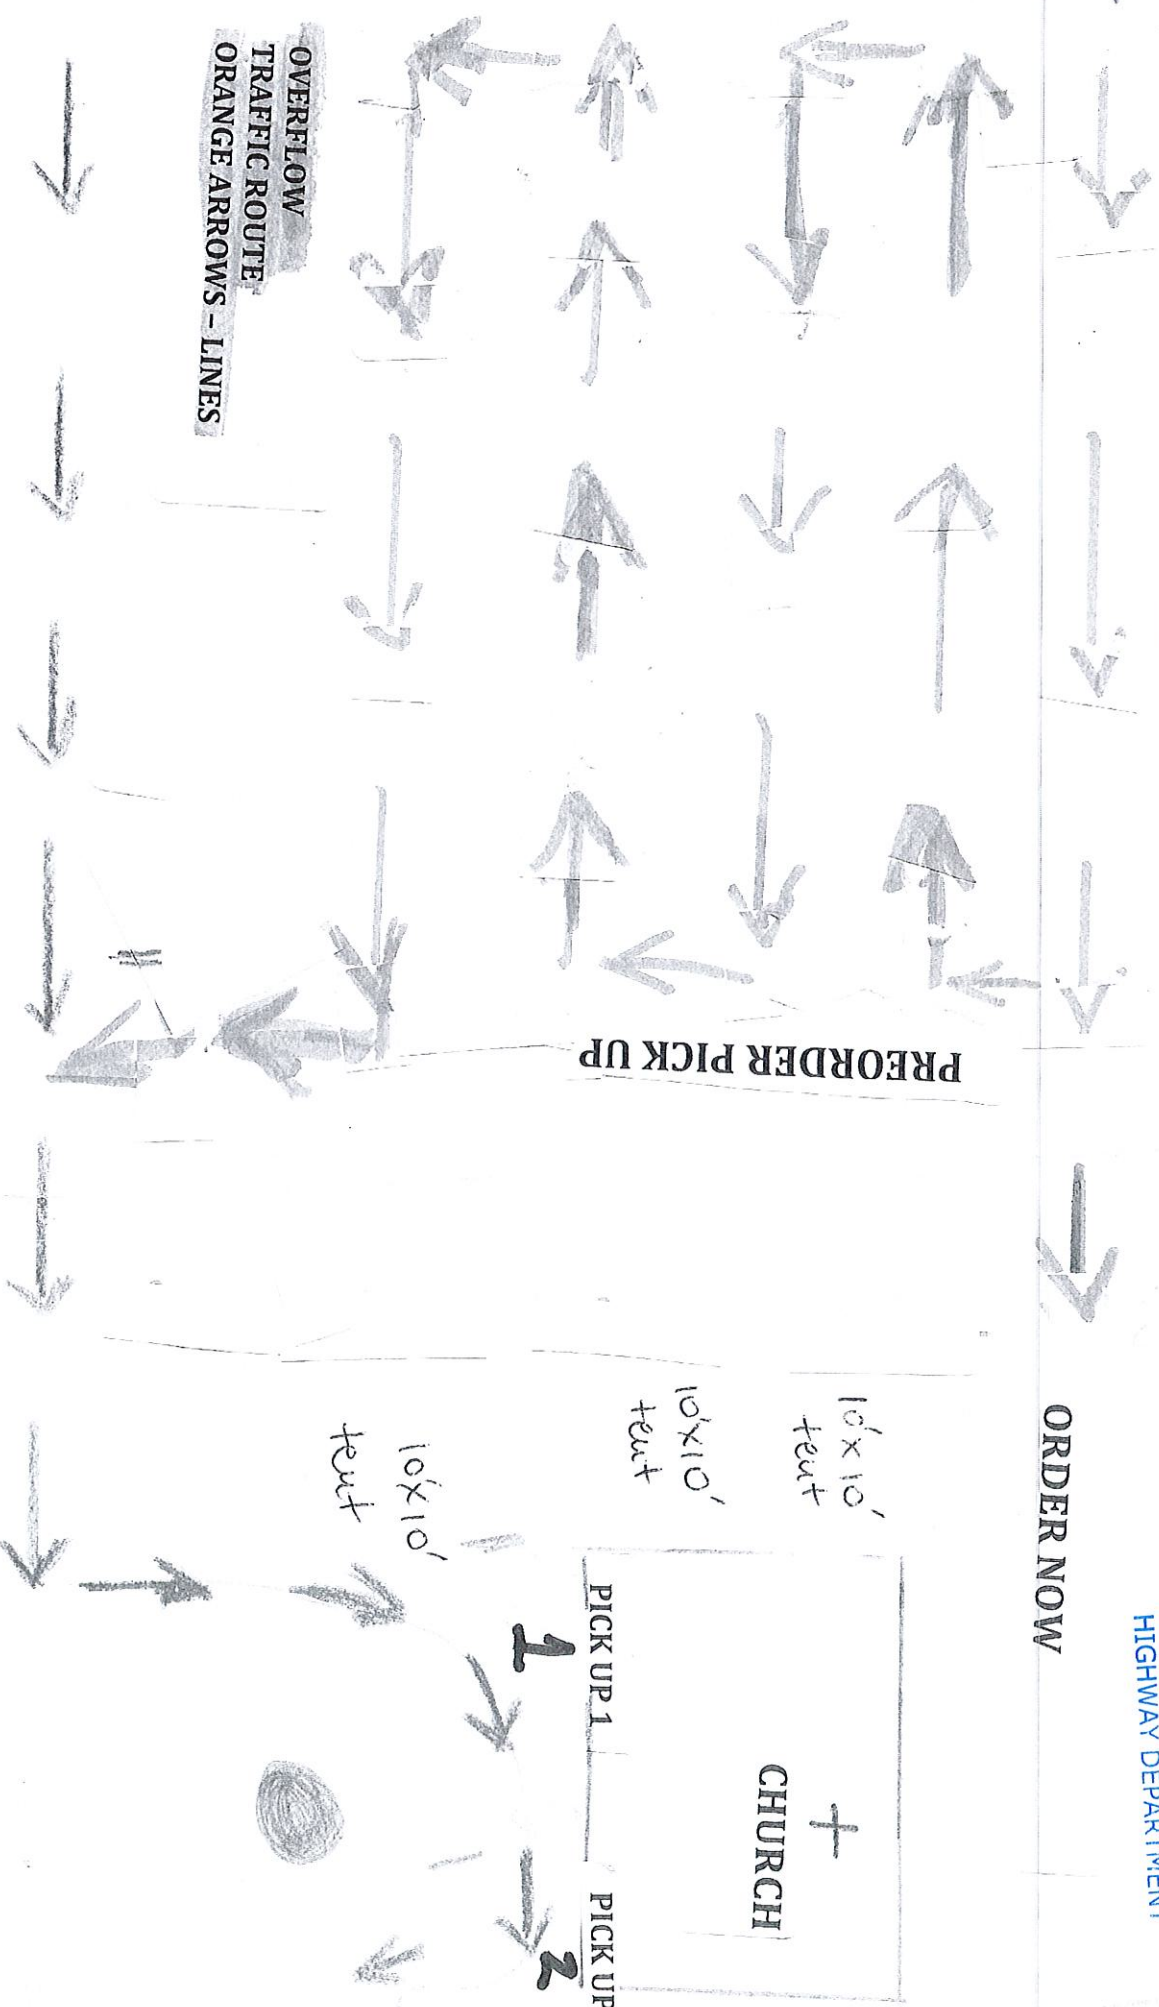 HIGHWAY DEPARTMENT
OVERFLOW
TRAFFIC ROUTE
ORANGE ARROWS – LINES
PREORDER PICK UP
ORDER NOW
10'x10'
tent
10'x10'
tent
10'x10'
tent
PICK UP 1
1
CHURCH
PICK UP
2